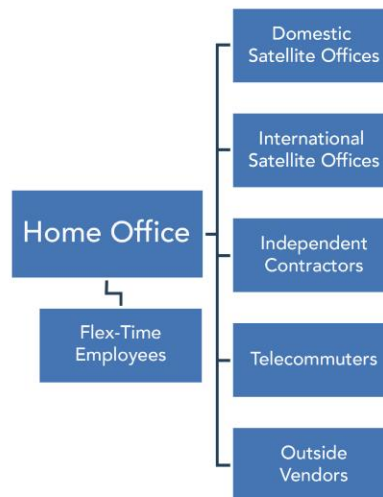 Domestic
Satellite Offices
International
Satellite Offices
Home Office
Independent
Contractors
Flex-Time
Employees
Telecommuters
Outside
Vendors